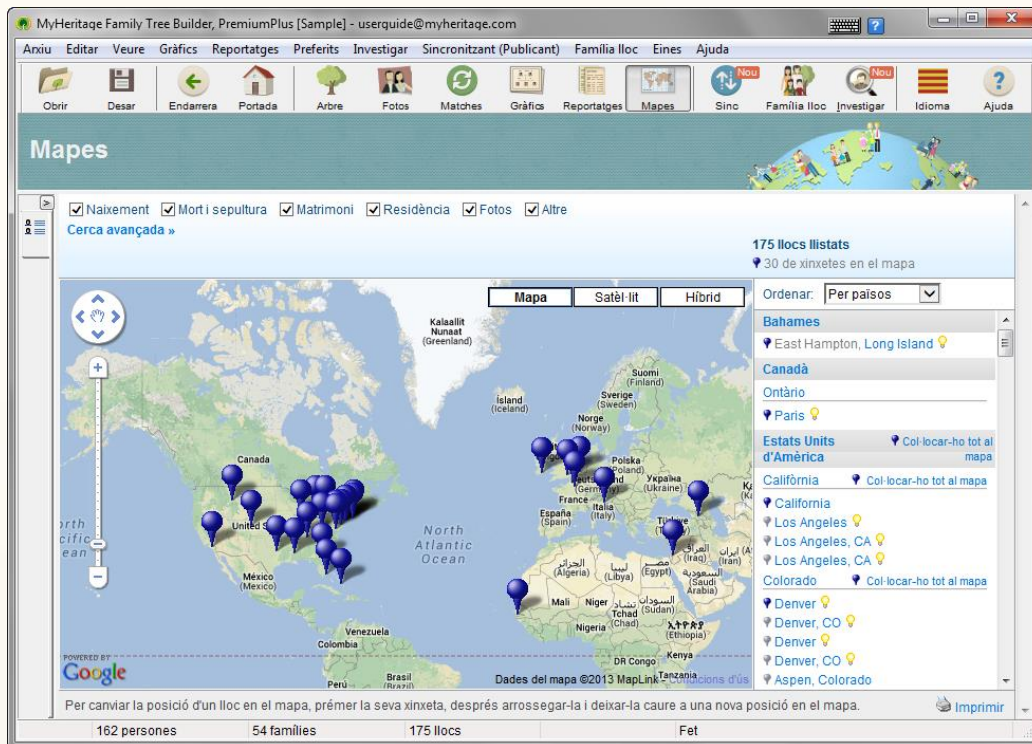 MyHeritage Family Tree Builder, PremiumPlus [Sample] - userguide@myheritage.com
Arxiu Editar Veure Gràfics Reportatges Preferits Investigar Sincronitzant (Publicant) Família lloc Eines Ajuda
Nou Nou
Obrir Desar Endarrera Portada Arbre Fotos Matches Gràfics Reportatges Mapes Sinc Família lloc Investigar Idioma Ajuda
Mapes
Naixement Mort i sepultura Matrimoni Residència Fotos Altre
Cerca avançada »
175 llocs llistats
30 de xinxetes en el mapa
Mapa Satèl·lit Híbrid
Ordenar: Per països
Kalaallit
Nunaat
(Greenland)
Ísland
(Iceland)
Suomi
(Finland)
Sverige
(Sweden)
Norge
(Norway)
Canada
Polska
(Poland)
Україна
(Ukraine)
France
Italia
(Italy)
España
(Spain)
North
Atlantic
Ocean
México
(Mexico)
الجزائر
(Algeria)
ليبيا
(Libya)
مصر
(Egypt)
العراق
(Iraq)
ایران
(Iran)
السعودية
Saudi
Arabia)
Mali Niger تشاد
Tchad
(Chad)
السودان
(Sudan)
Nigeria
(Ethiopia)
Venezuela
Colombia
Kenya
DR Congo
Tanzania
Perú
Brasil
(Brazil)
POWERED BY
Google
Dades del mapa ©2013 MapLink - Condicions d'ús
Bahames
East Hampton, Long Island
Canadà
Ontàrio
Paris
Estats Units Col·locar-ho tot al
d'Amèrica mapa
Califòrnia Col·locar-ho tot al mapa
California
Los Angeles
Los Angeles, CA
Los Angeles, CA
Colorado Col·locar-ho tot al mapa
Denver
Denver, CO
Denver
Denver, CO
Aspen, Colorado
Per canviar la posició d'un lloc en el mapa, prémer la seva xinxeta, després arrossegar-la i deixar-la caure a una nova posició en el mapa. Imprimir
162 persones 54 famílies 175 llocs Fet